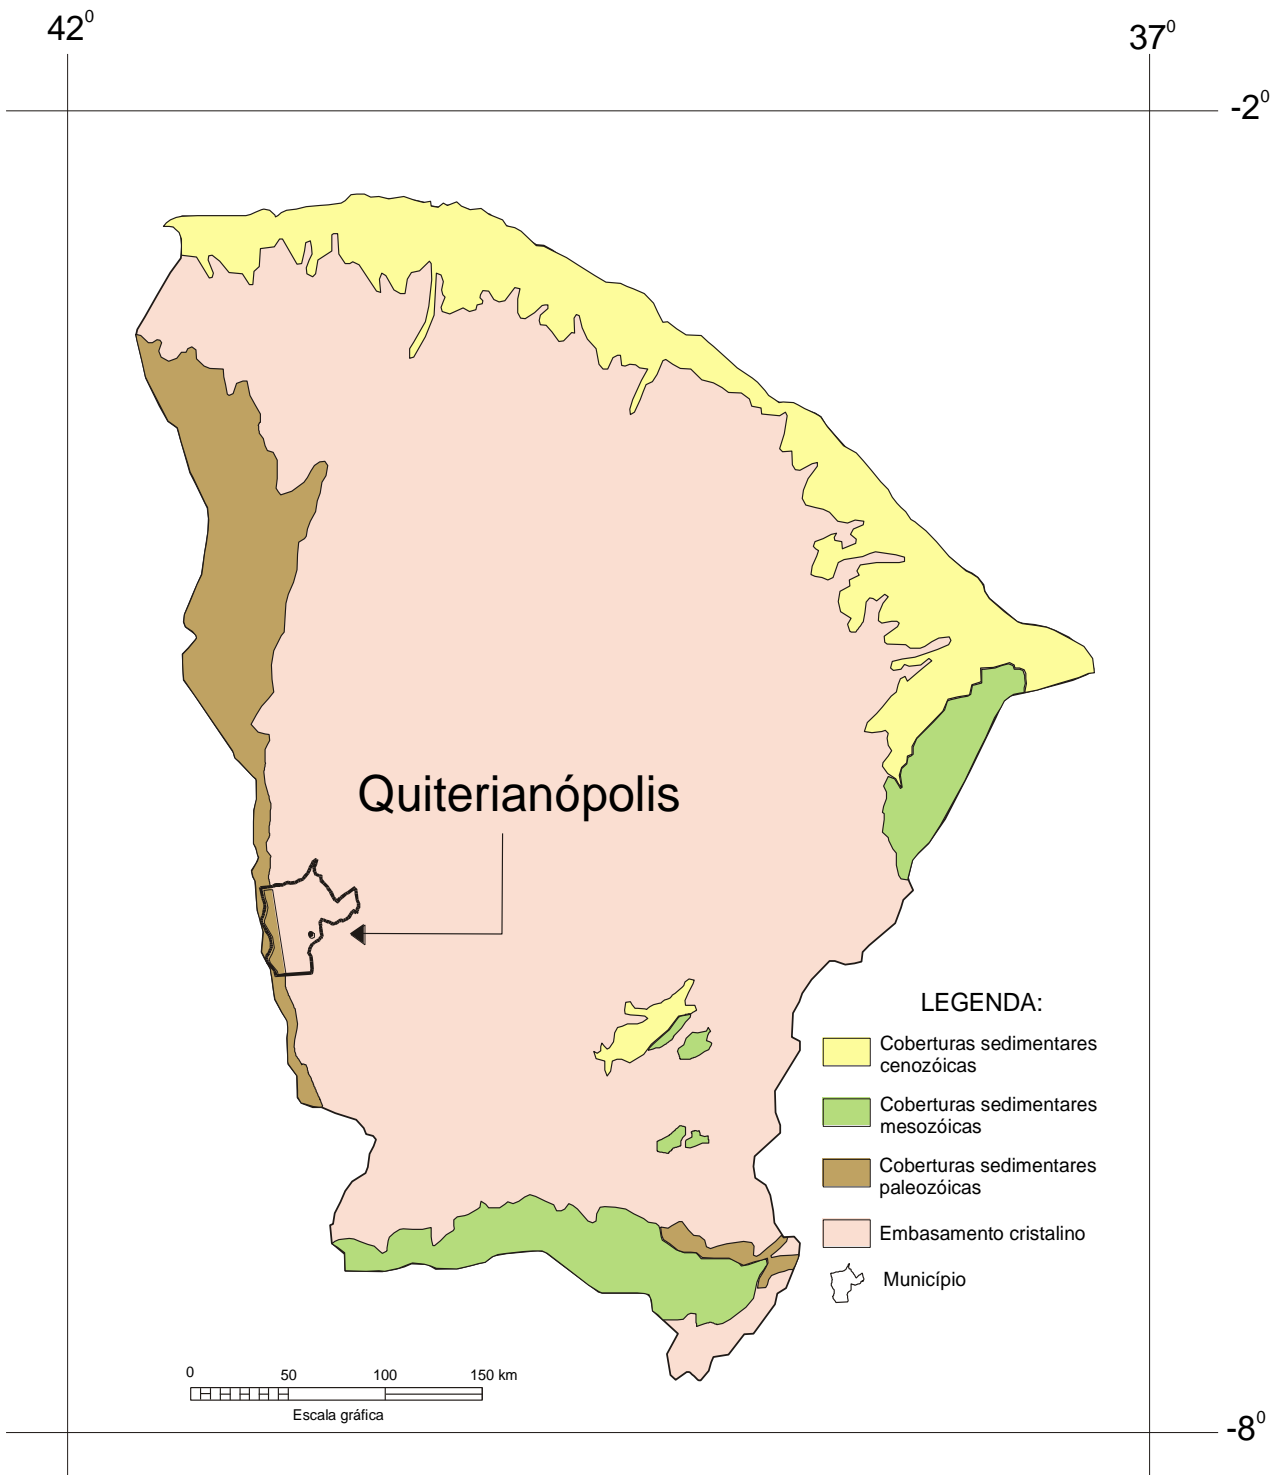 42⁰
37⁰
-2⁰
Quiterianópolis
LEGENDA:
Coberturas sedimentares
cenozóicas
Coberturas sedimentares
mesozóicas
Coberturas sedimentares
paleozóicas
Embasamento cristalino
Município
0 50 100 150 km
Escala gráfica
-8⁰